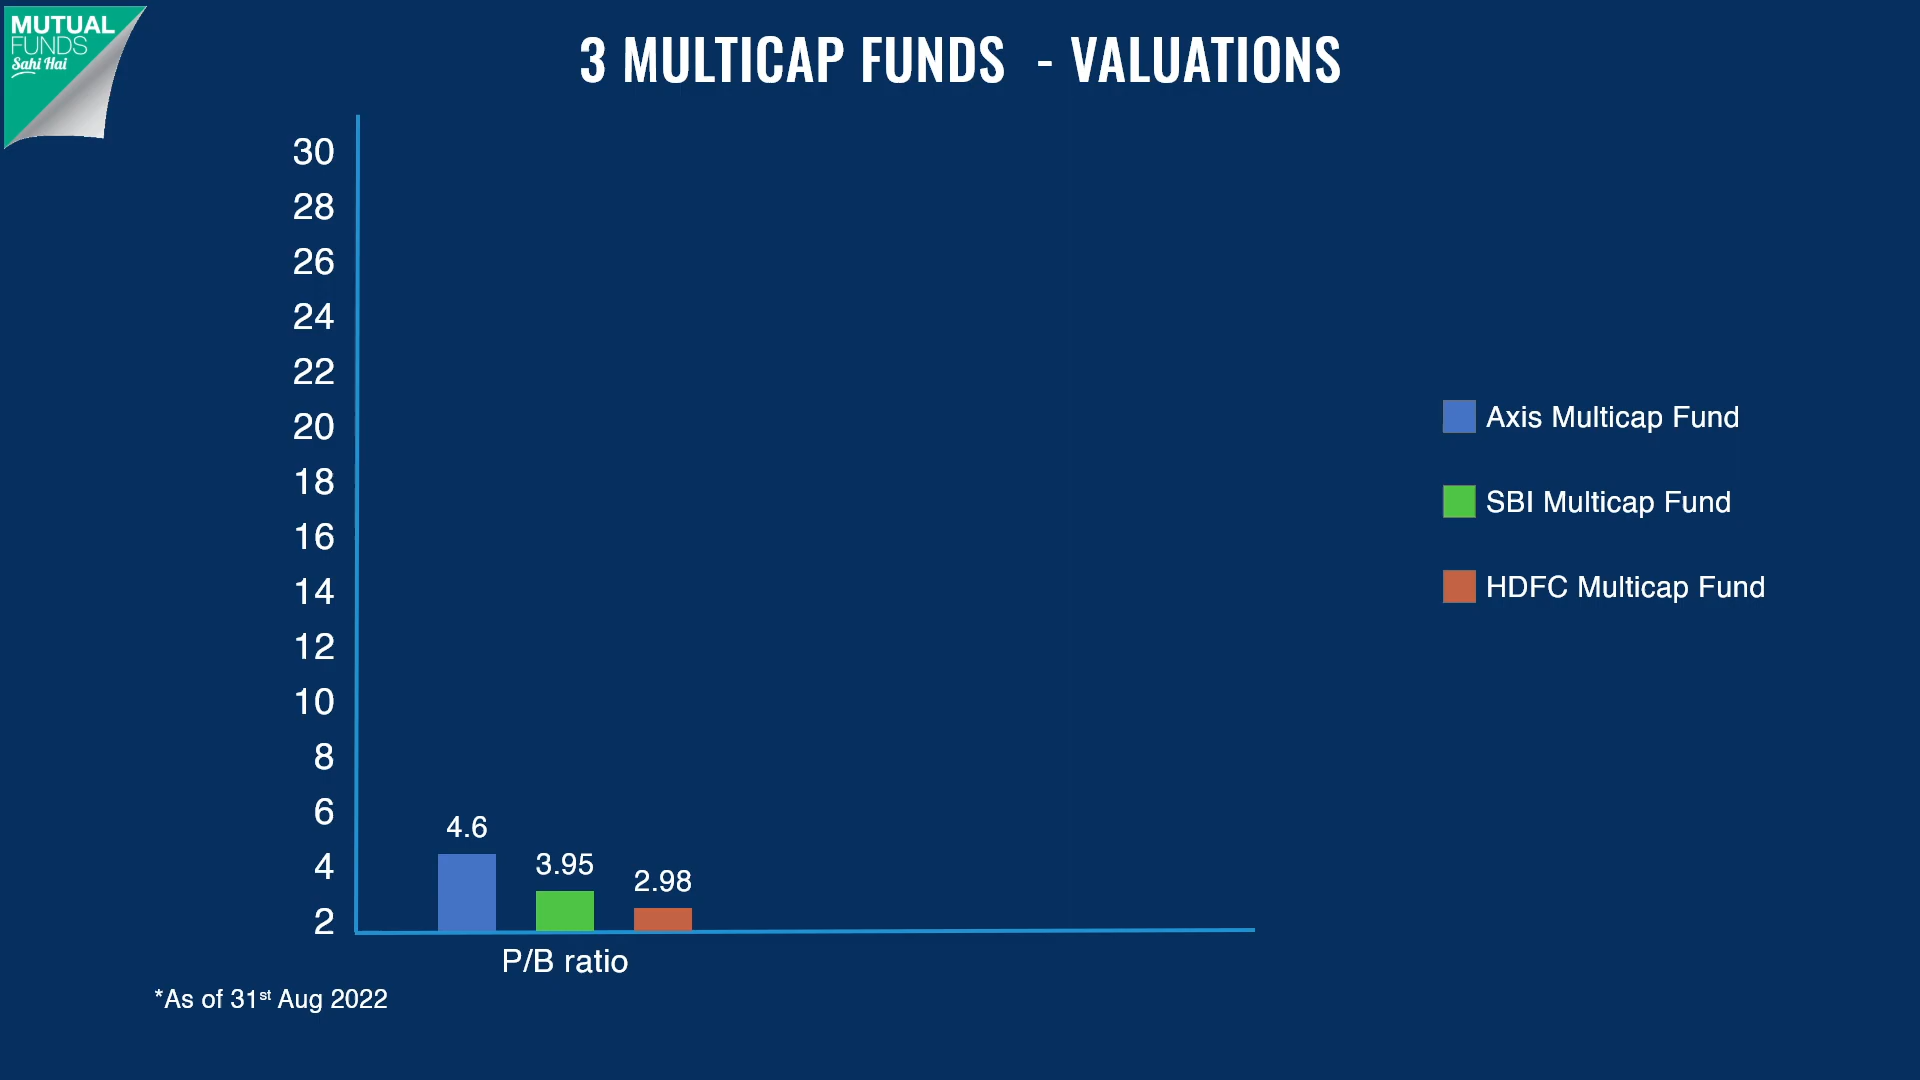 MUTUAL
FUNDS
Sahi Hai
3 MULTICAP FUNDS - VALUATIONS
30
28
26
24
22
20
18
16
14
12
10
8
6
4
2
4.6
3.95
2.98
P/B ratio
Axis Multicap Fund
SBI Multicap Fund
HDFC Multicap Fund
*As of 31st Aug 2022